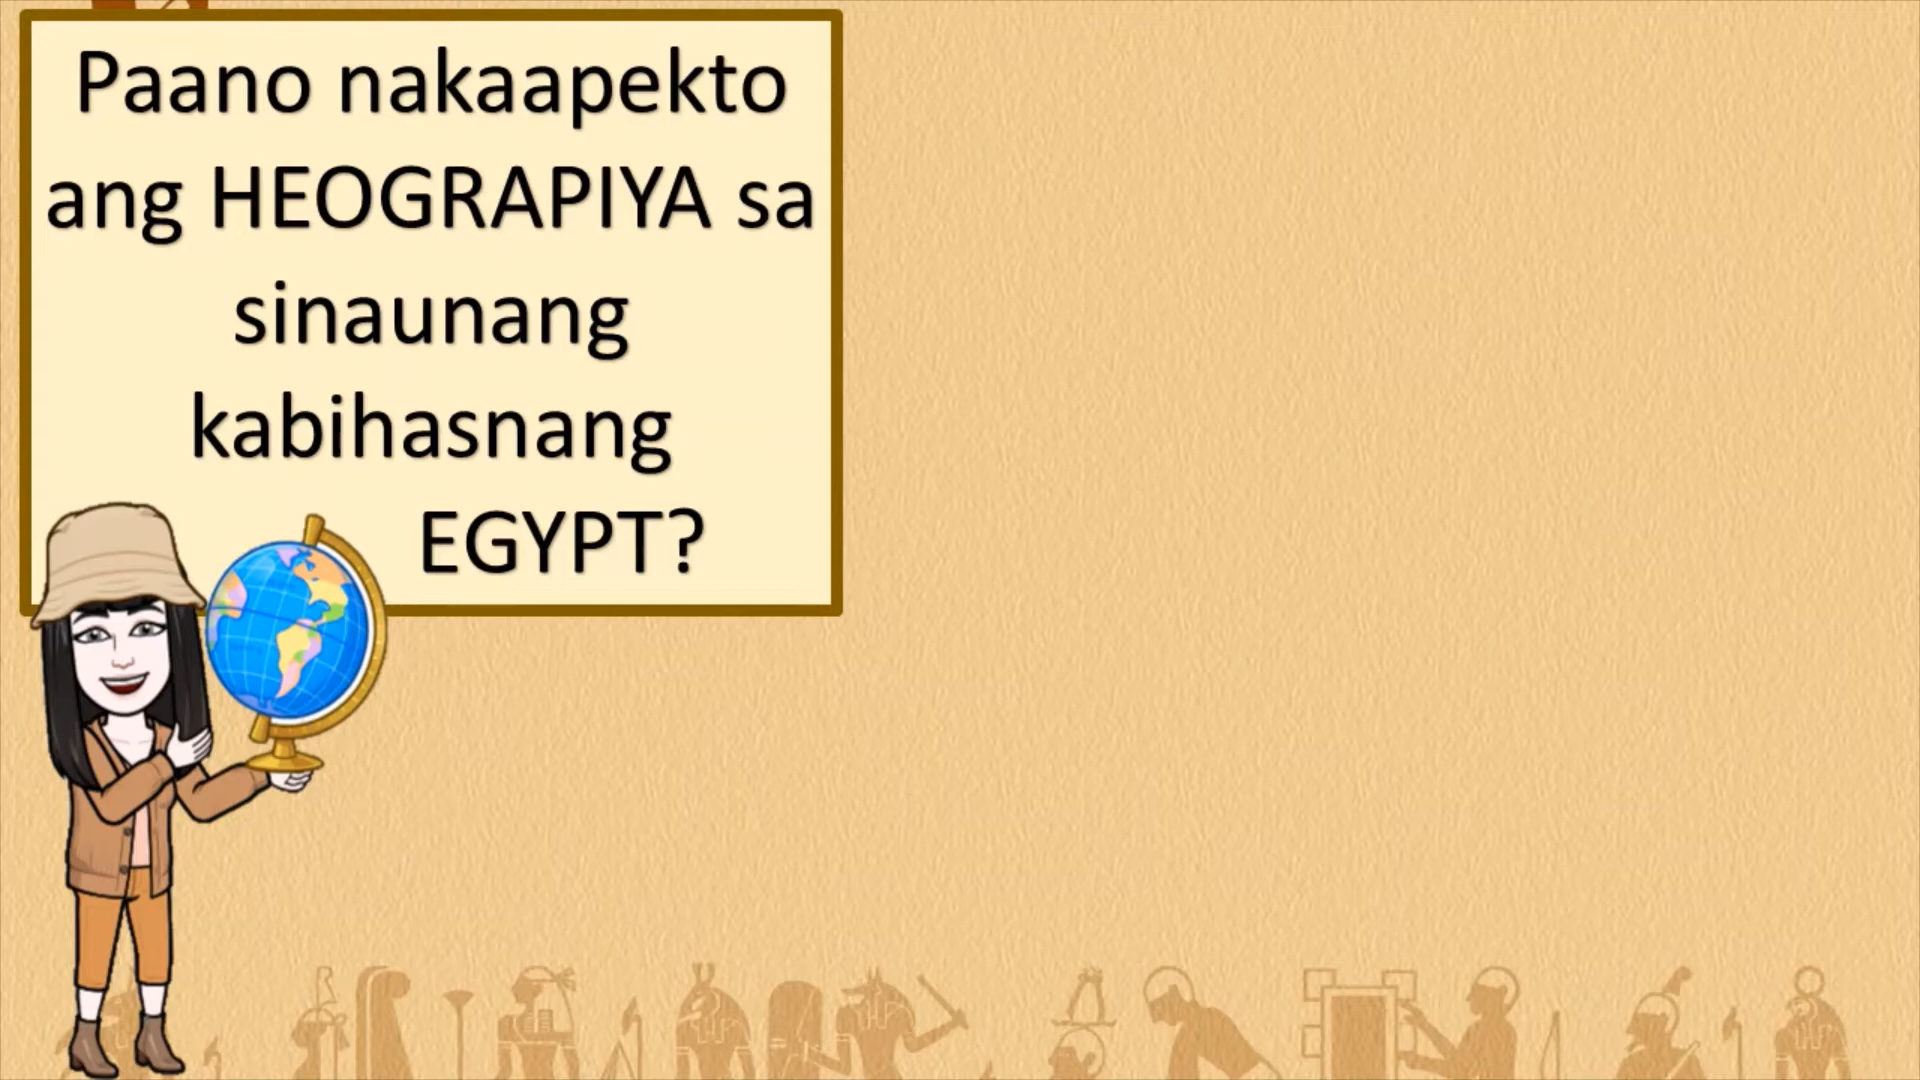 Paano nakaapekto
ang HEOGRAPIYA sa
sinaunang
kabihasnang
EGYPT?